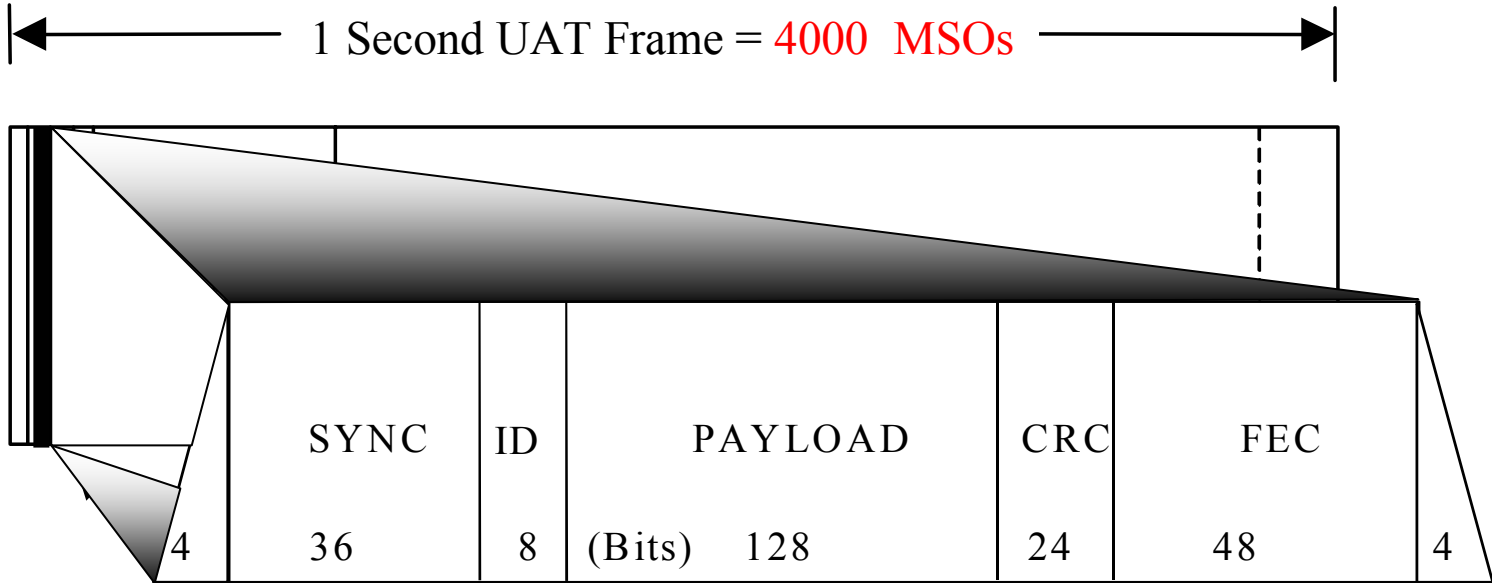 1 Second UAT Frame = 4000 MSOs
SYNC ID PAYLOAD CRC FEC
4 36 8 (Bits) 128 24 48 4